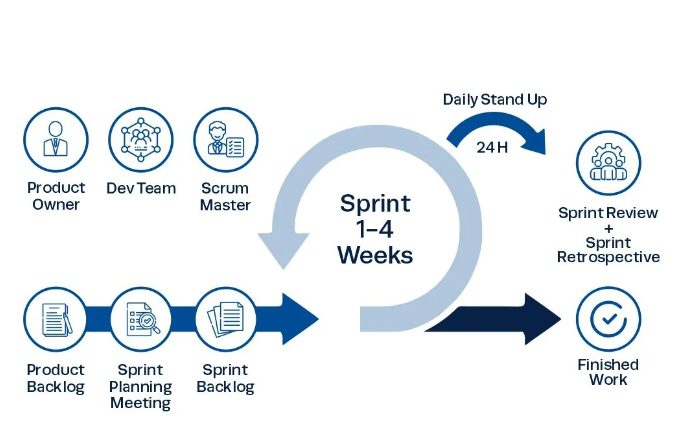 Daily Stand Up
24H
Product
Owner
Dev Team
Scrum
Master
Sprint
1–4
Weeks
Sprint Review
+
Sprint
Retrospective
Product
Backlog
Sprint
Planning
Meeting
Sprint
Backlog
Finished
Work